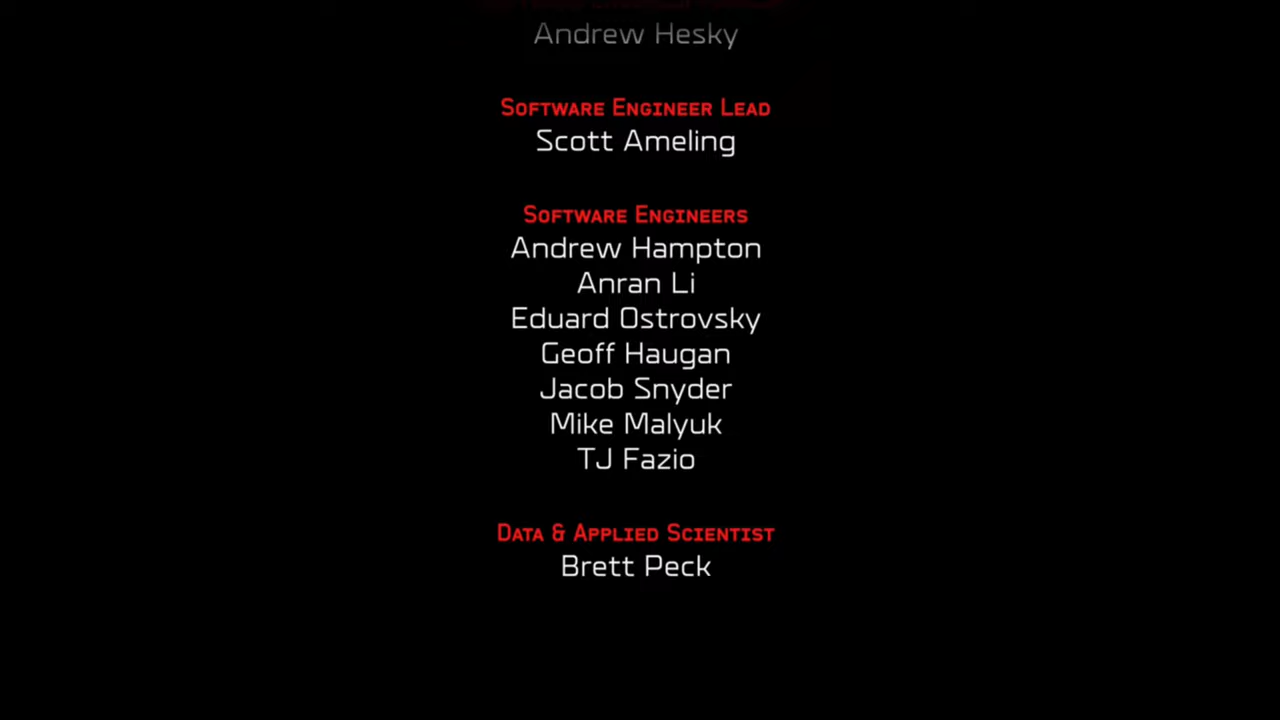 Andrew Hesky
Software Engineer Lead
Scott Ameling
Software Engineers
Andrew Hampton
Anran Li
Eduard Ostrovsky
Geoff Haugan
Jacob Snyder
Mike Malyuk
TJ Fazio
Data & Applied Scientist
Brett Peck